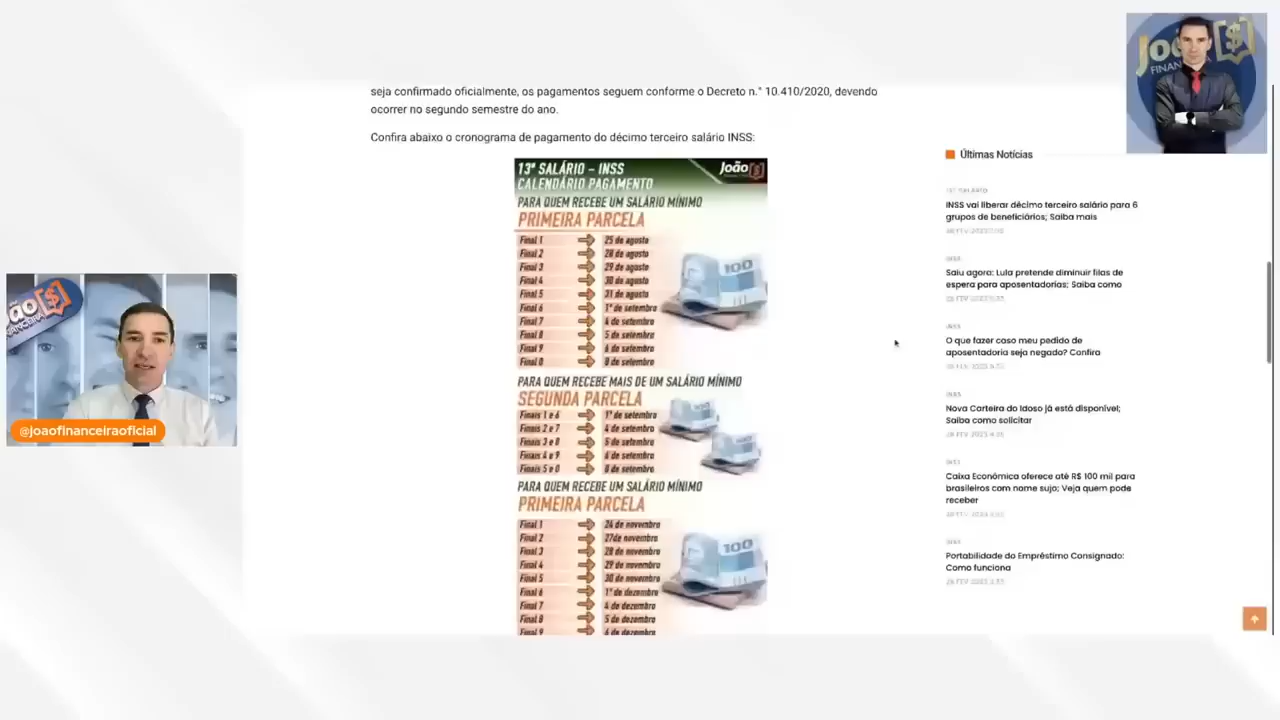 seja confirmado oficialmente, os pagamentos seguem conforme o Decreto n.° 10.410/2020, devendo
ocorrer no segundo semestre do ano.
Confira abaixo o cronograma de pagamento do décimo terceiro salário INSS:
13º SALÁRIO – INSS
CALENDÁRIO PAGAMENTO
João
PARA QUEM RECEBE UM SALÁRIO MÍNIMO
PRIMEIRA PARCELA
Final 1 25 de agosto
Final 2 28 de agosto
Final 3 29 de agosto
Final 4 30 de agosto
Final 5 31 de agosto
Final 6 1º de setembro
Final 7 4 de setembro
Final 8 5 de setembro
Final 9 6 de setembro
Final 0 8 de setembro
100
PARA QUEM RECEBE MAIS DE UM SALÁRIO MÍNIMO
SEGUNDA PARCELA
Finais 1 e 6 1º de setembro
Finais 2 e 7 4 de setembro
Finais 3 e 8 5 de setembro
Finais 4 e 9 6 de setembro
Finais 5 e 0 8 de setembro
PARA QUEM RECEBE UM SALÁRIO MÍNIMO
PRIMEIRA PARCELA
Final 1 24 de novembro
Final 2 27de novembro
Final 3 28 de novembro
Final 4 29 de novembro
Final 5 30 de novembro
Final 6 1º de dezembro
Final 7 4 de dezembro
Final 8 5 de dezembro
Final 9 6 de dezembro
100
Últimas Notícias
INSS vai liberar décimo terceiro salário para 6
grupos de beneficiários; Saiba mais
INSS
Saiu agora: Lula pretende diminuir filas de
espera para aposentadorias; Saiba como
INSS
O que fazer caso meu pedido de
aposentadoria seja negado? Confira
INSS
Nova Carteira do Idoso já está disponível;
Saiba como solicitar
INSS
Caixa Econômica oferece até R$ 100 mil para
brasileiros com nome sujo; Veja quem pode
receber
INSS
Portabilidade do Empréstimo Consignado:
Como funciona
@joaofinanceiraoficial